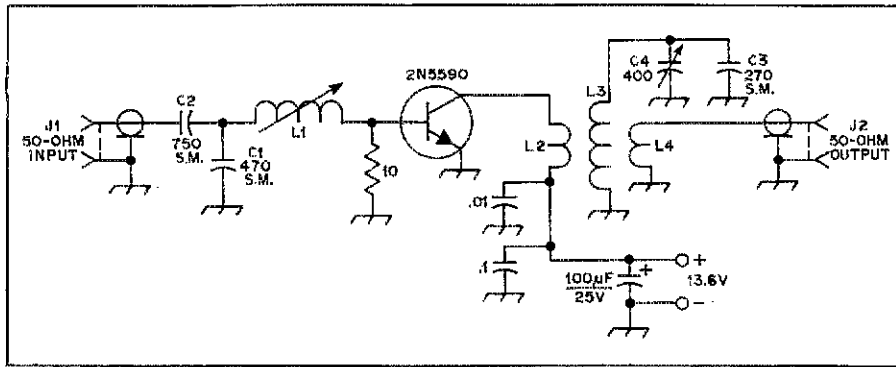 J1
50-OHM
INPUT
C2
750
S.M.
C1
470
S.M.
L1
10
2N5590
L2
.01
.1
L3
L4
C4
400
C3
270
S.M.
J2
50-OHM
OUTPUT
100µF
25V
+
+
13.6V
-